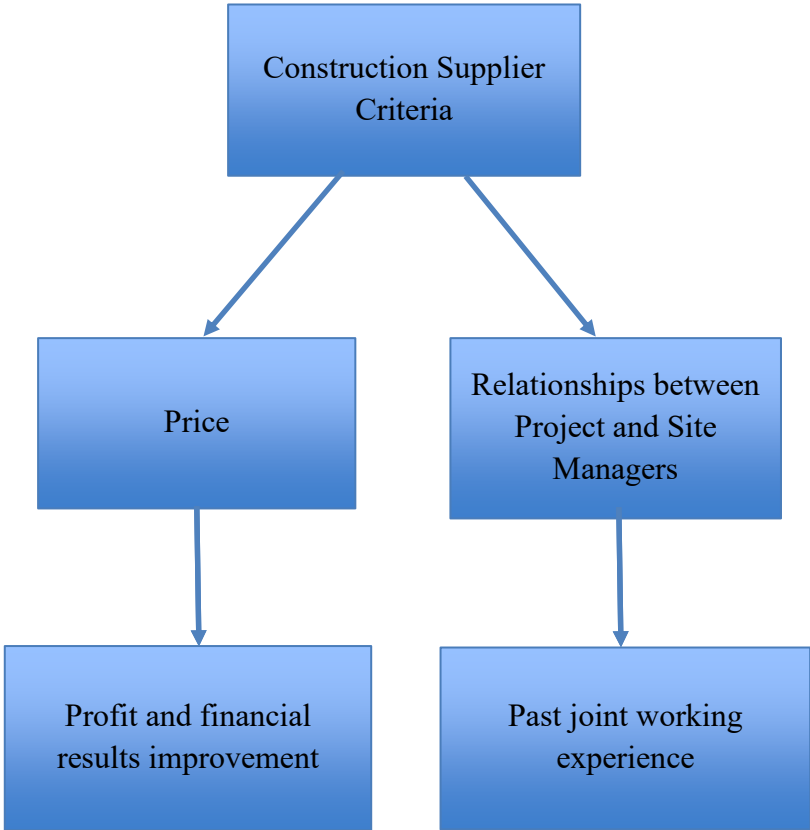 Construction Supplier
Criteria
Price
Relationships between
Project and Site
Managers
Profit and financial
results improvement
Past joint working
experience